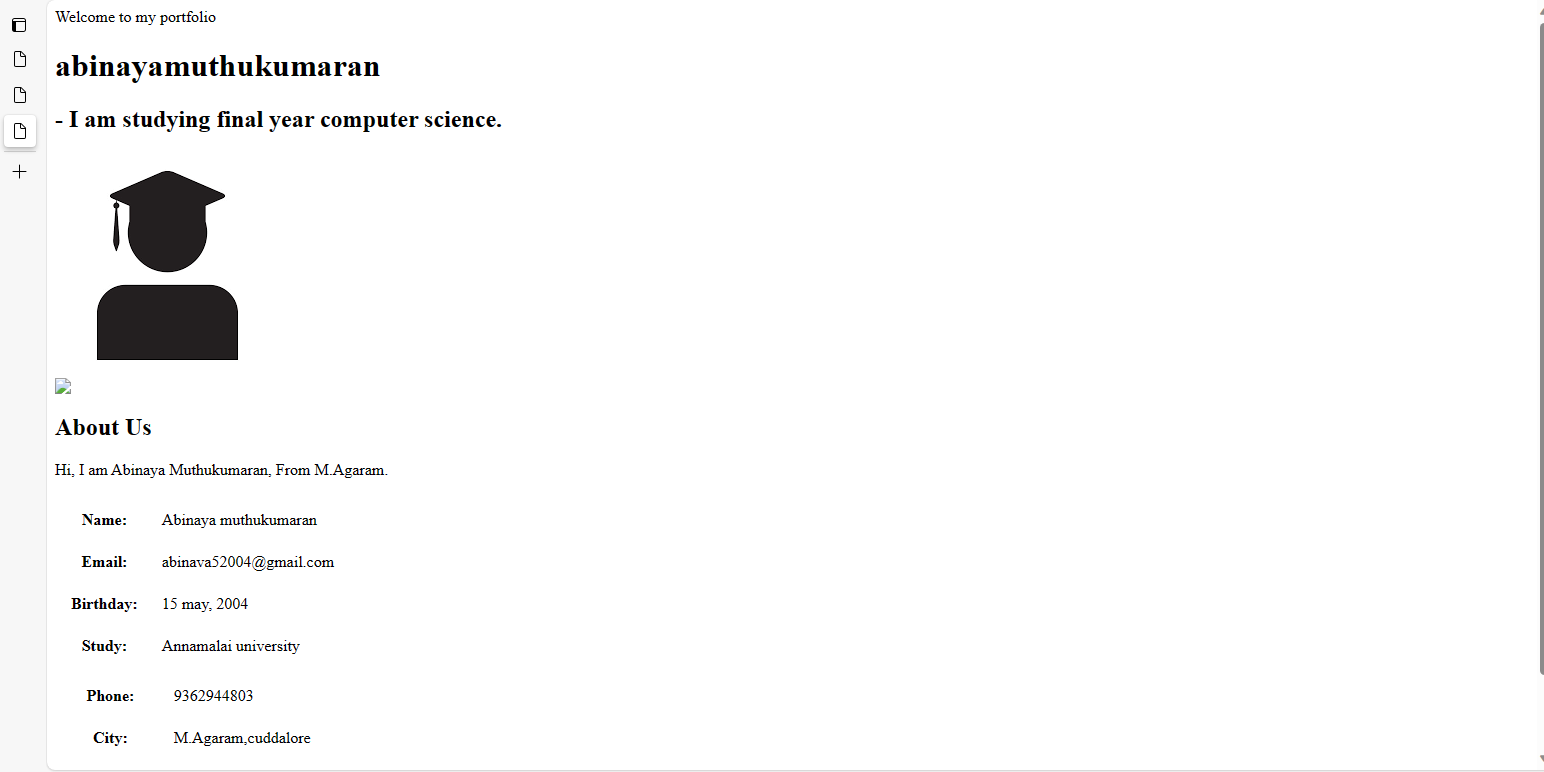 Welcome to my portfolio
abinayamuthukumaran
- I am studying final year computer science.
About Us
Hi, I am Abinaya Muthukumaran, From M.Agaram.
Name: Abinaya muthukumaran
Email: abinava52004@gmail.com
Birthday: 15 may, 2004
Study: Annamalai university
Phone: 9362944803
City: M.Agaram,cuddalore